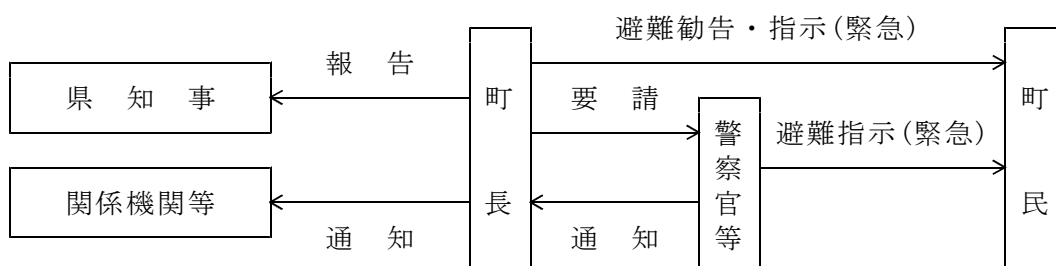 避難勧告・指示(緊急)
報告
県知事
町長
要請
町民
警察官等
避難指示(緊急)
関係機関等
通知
通知